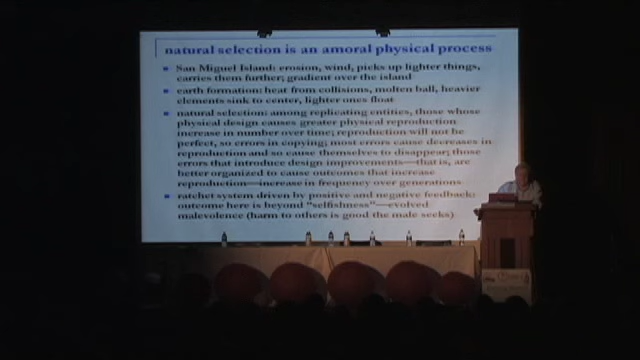 natural selection is an amoral physical process
San Miguel Island: erosion, wind, picks up lighter things,
carries them further; gradient over the island
earth formation: heat from collisions, molten ball, heavier
elements sink to center, lighter ones float
natural selection: among replicating entities, those whose
physical design causes greater physical reproduction
increase in number over time; reproduction will not be
perfect, so errors in copying; most errors cause decreases in
reproduction and so cause themselves to disappear; those
errors that introduce design improvements—that is, are
better organized to cause outcomes that increase
reproduction—increase in frequency over generations
ratchet system driven by positive and negative feedback:
outcome here is beyond "selfishness"—evolved
malevolence (harm to others is good the male seeks)